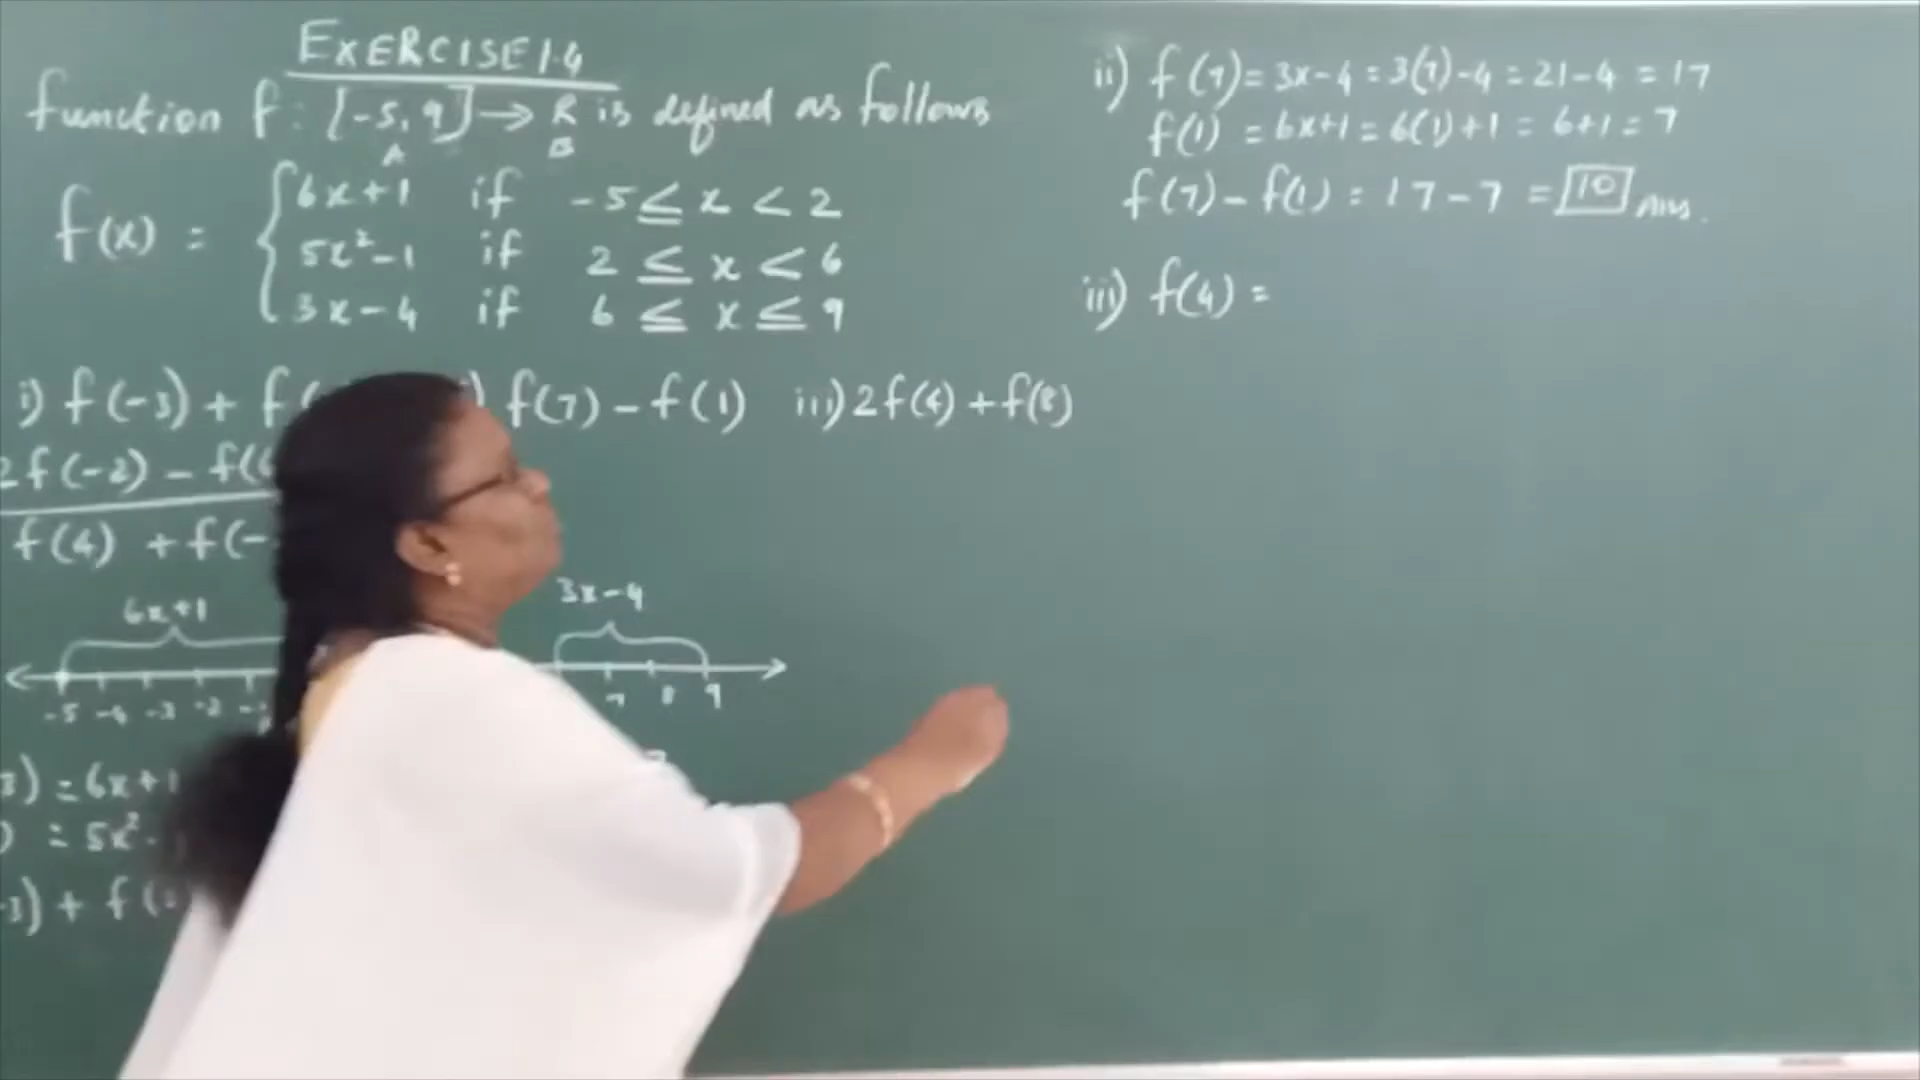 EXERCISE 1.4
function f : [-5, 9] → R is defined as follows
A B
f(x) = { 6x+1 if -5 ≤ x < 2
5x²-1 if 2 ≤ x < 6
3x-4 if 6 ≤ x ≤ 9
i) f(-3) + f( ) f(7) - f(1) iii) 2f(4) + f(8)
2f(-2) - f(6
f(4) + f(-
6x+1 3x-4
-5 -4 -3 -2 7 8 9
3) = 6x+1
) = 5x²-
-3) + f(
ii) f(7) = 3x-4 = 3(7)-4 = 21-4 = 17
f(1) = 6x+1 = 6(1)+1 = 6+1 = 7
f(7) - f(1) = 17-7 = 10 Ans.
iii) f(4) =